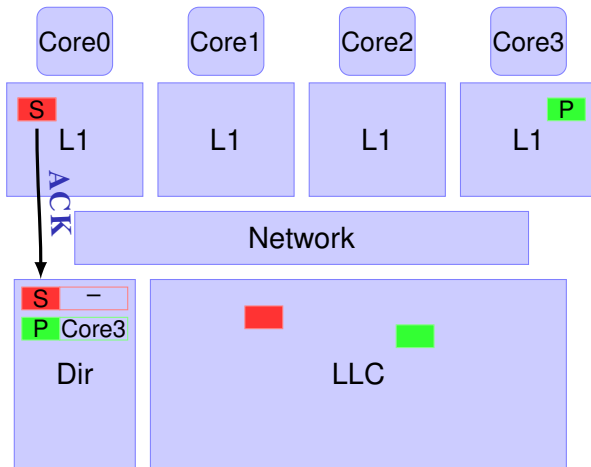 Core0 Core1 Core2 Core3
S P
L1 L1 L1 L1
ACK
Network
S –
P Core3
Dir LLC